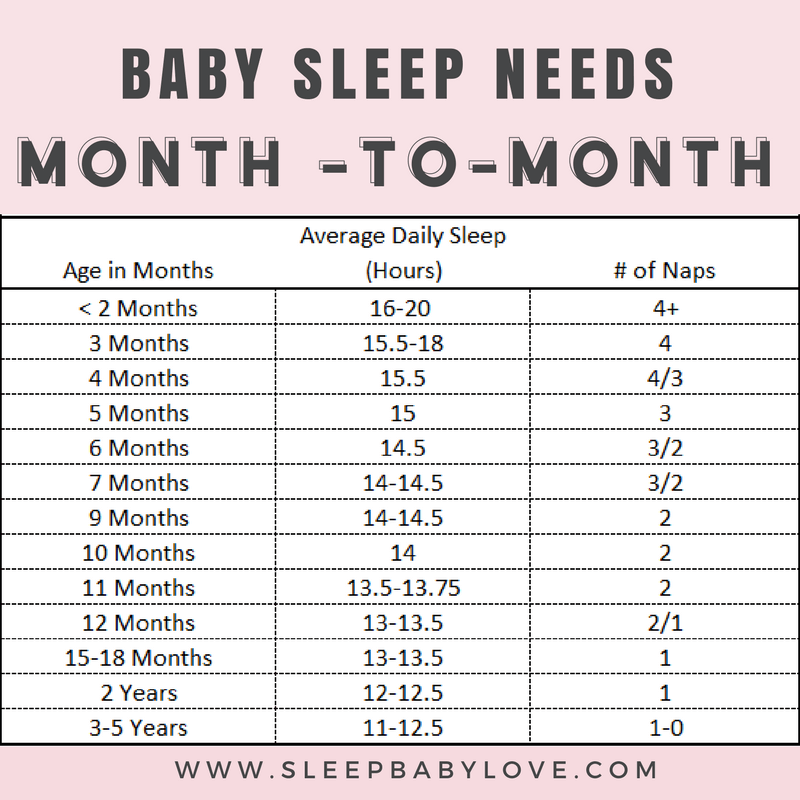 BABY SLEEP NEEDS
MONTH -TO-MONTH
Average Daily Sleep
Age in Months (Hours) # of Naps
< 2 Months 16-20 4+
3 Months 15.5-18 4
4 Months 15.5 4/3
5 Months 15 3
6 Months 14.5 3/2
7 Months 14-14.5 3/2
9 Months 14-14.5 2
10 Months 14 2
11 Months 13.5-13.75 2
12 Months 13-13.5 2/1
15-18 Months 13-13.5 1
2 Years 12-12.5 1
3-5 Years 11-12.5 1-0
WWW.SLEEPBABYLOVE.COM